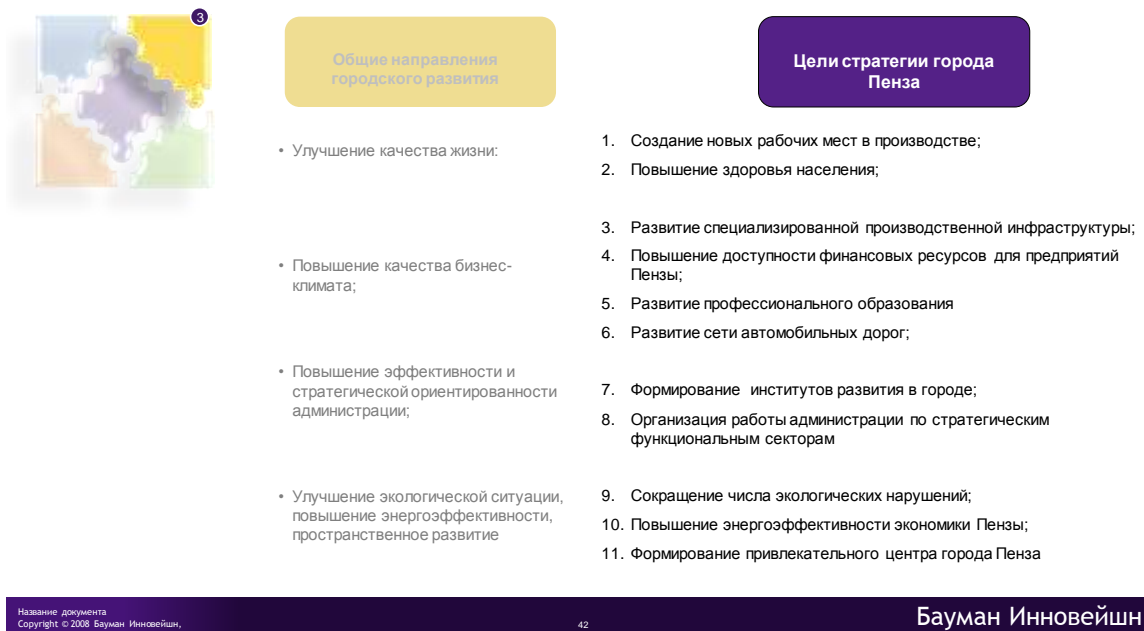 3
Общие направления
городского развития
• Улучшение качества жизни:
• Повышение качества бизнес-
климата;
• Повышение эффективности и
стратегической ориентированности
администрации;
• Улучшение экологической ситуации,
повышение энергоэффективности,
пространственное развитие
Цели стратегии города
Пенза
1. Создание новых рабочих мест в производстве;
2. Повышение здоровья населения;
3. Развитие специализированной производственной инфраструктуры;
4. Повышение доступности финансовых ресурсов для предприятий
Пензы;
5. Развитие профессионального образования
6. Развитие сети автомобильных дорог;
7. Формирование институтов развития в городе;
8. Организация работы администрации по стратегическим
функциональным секторам
9. Сокращение числа экологических нарушений;
10. Повышение энергоэффективности экономики Пензы;
11. Формирование привлекательного центра города Пенза
Название документа
Copyright © 2008 Бауман Инновейшн,
42
Бауман Инновейшн